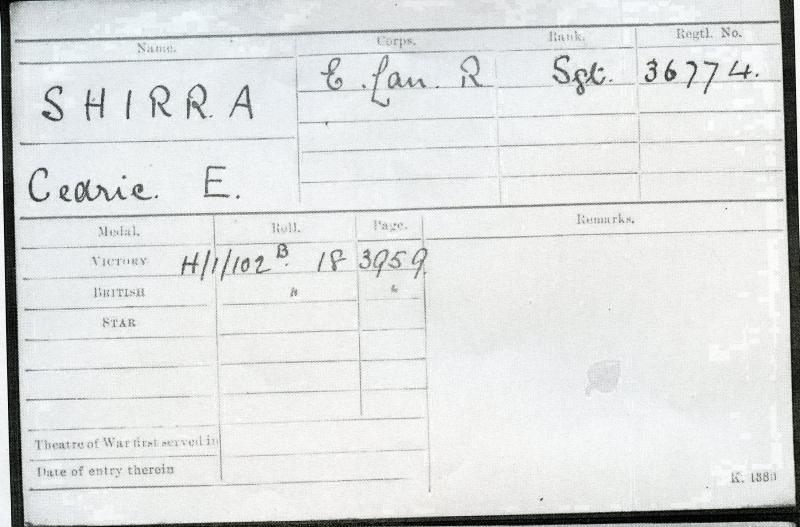 Name. Corps. Rank. Regtl. No.
SHIRRA E. Lan. R Sgt. 36774.
Cedric. E.
Medal. Roll. Page. Remarks.
VICTORY H/1/102 B. 18 3959
BRITISH " "
STAR
Theatre of War first served in
Date of entry therein
K. 1380